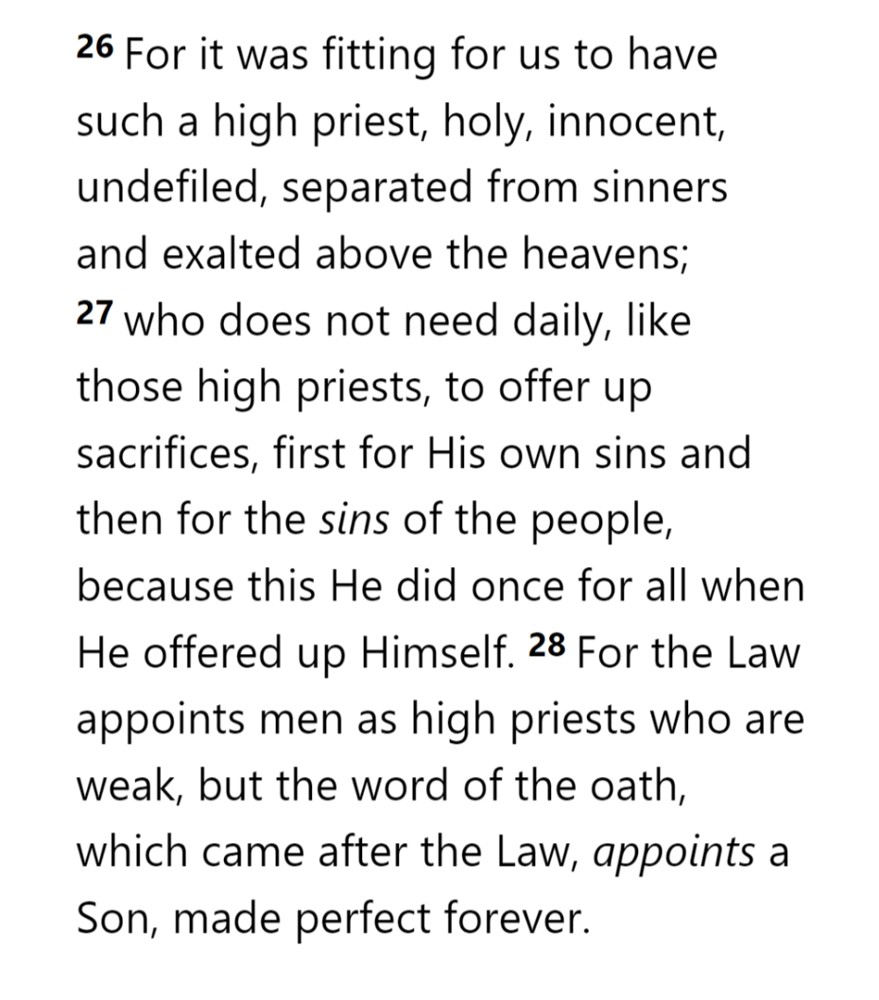 26 For it was fitting for us to have
such a high priest, holy, innocent,
undefiled, separated from sinners
and exalted above the heavens;
27 who does not need daily, like
those high priests, to offer up
sacrifices, first for His own sins and
then for the sins of the people,
because this He did once for all when
He offered up Himself. 28 For the Law
appoints men as high priests who are
weak, but the word of the oath,
which came after the Law, appoints a
Son, made perfect forever.